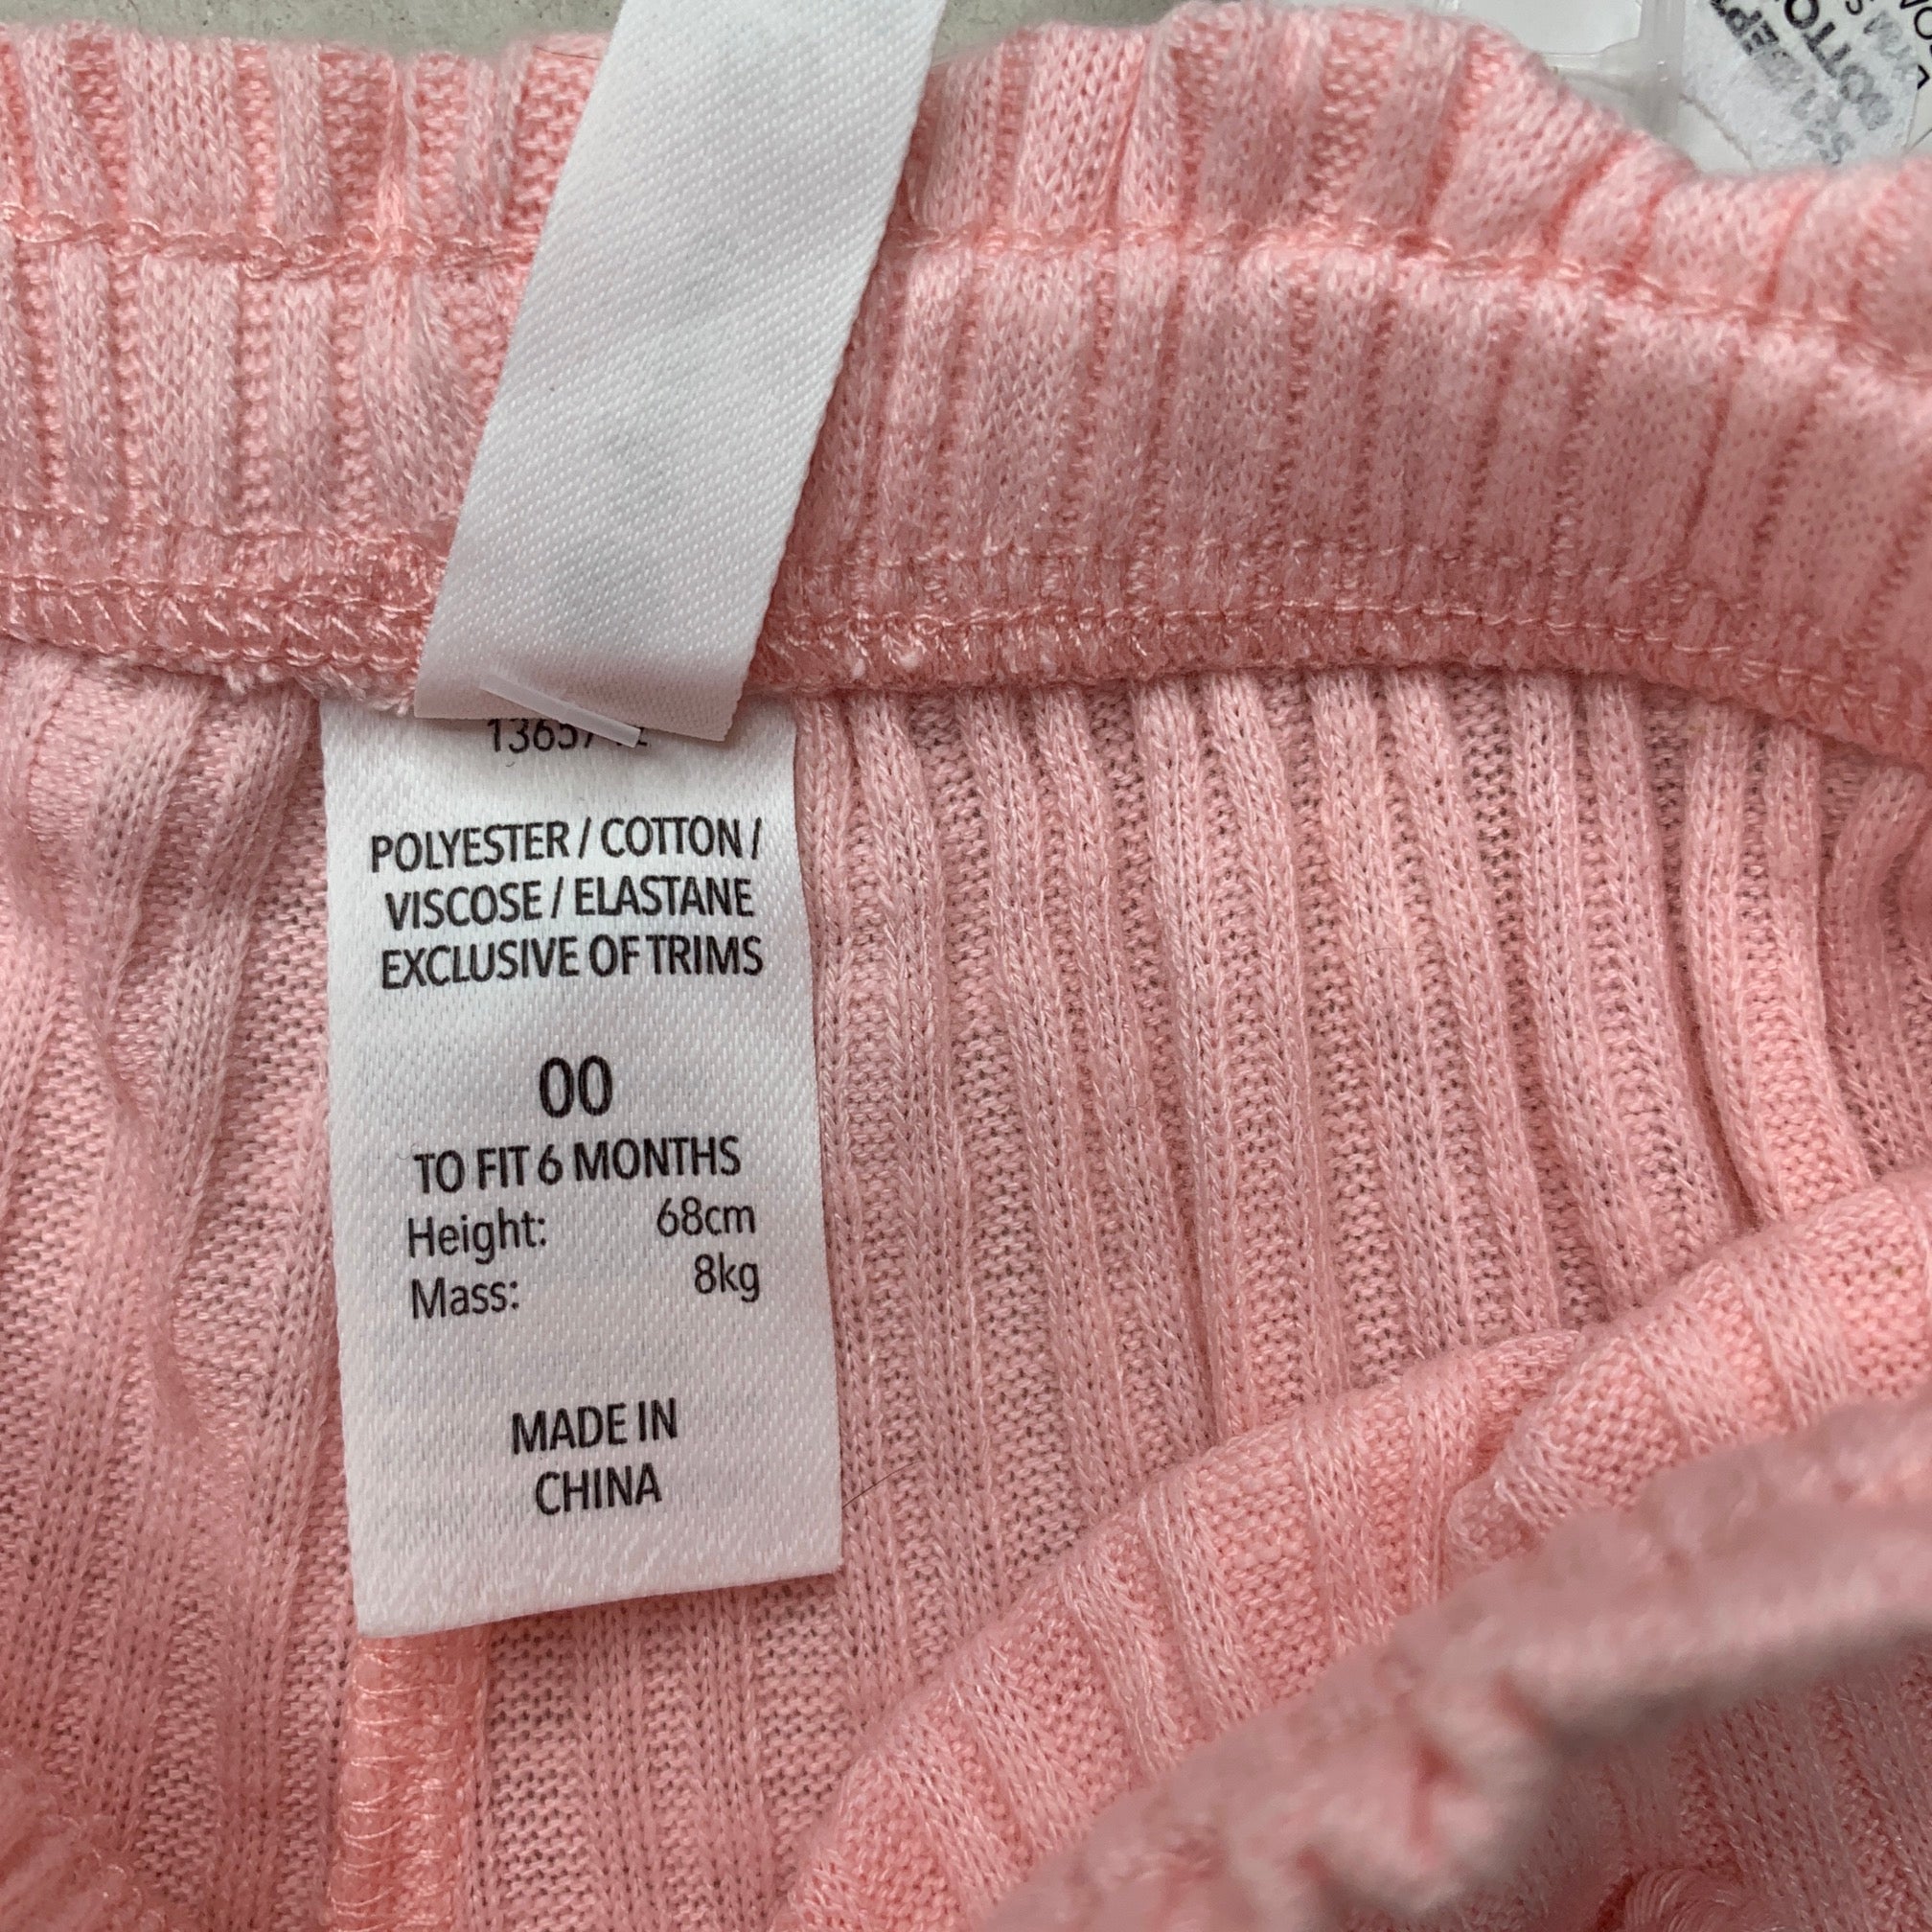 POLYESTER / COTTON /
VISCOSE / ELASTANE
EXCLUSIVE OF TRIMS
00
TO FIT 6 MONTHS
Height: 68cm
Mass: 8kg
MADE IN
CHINA